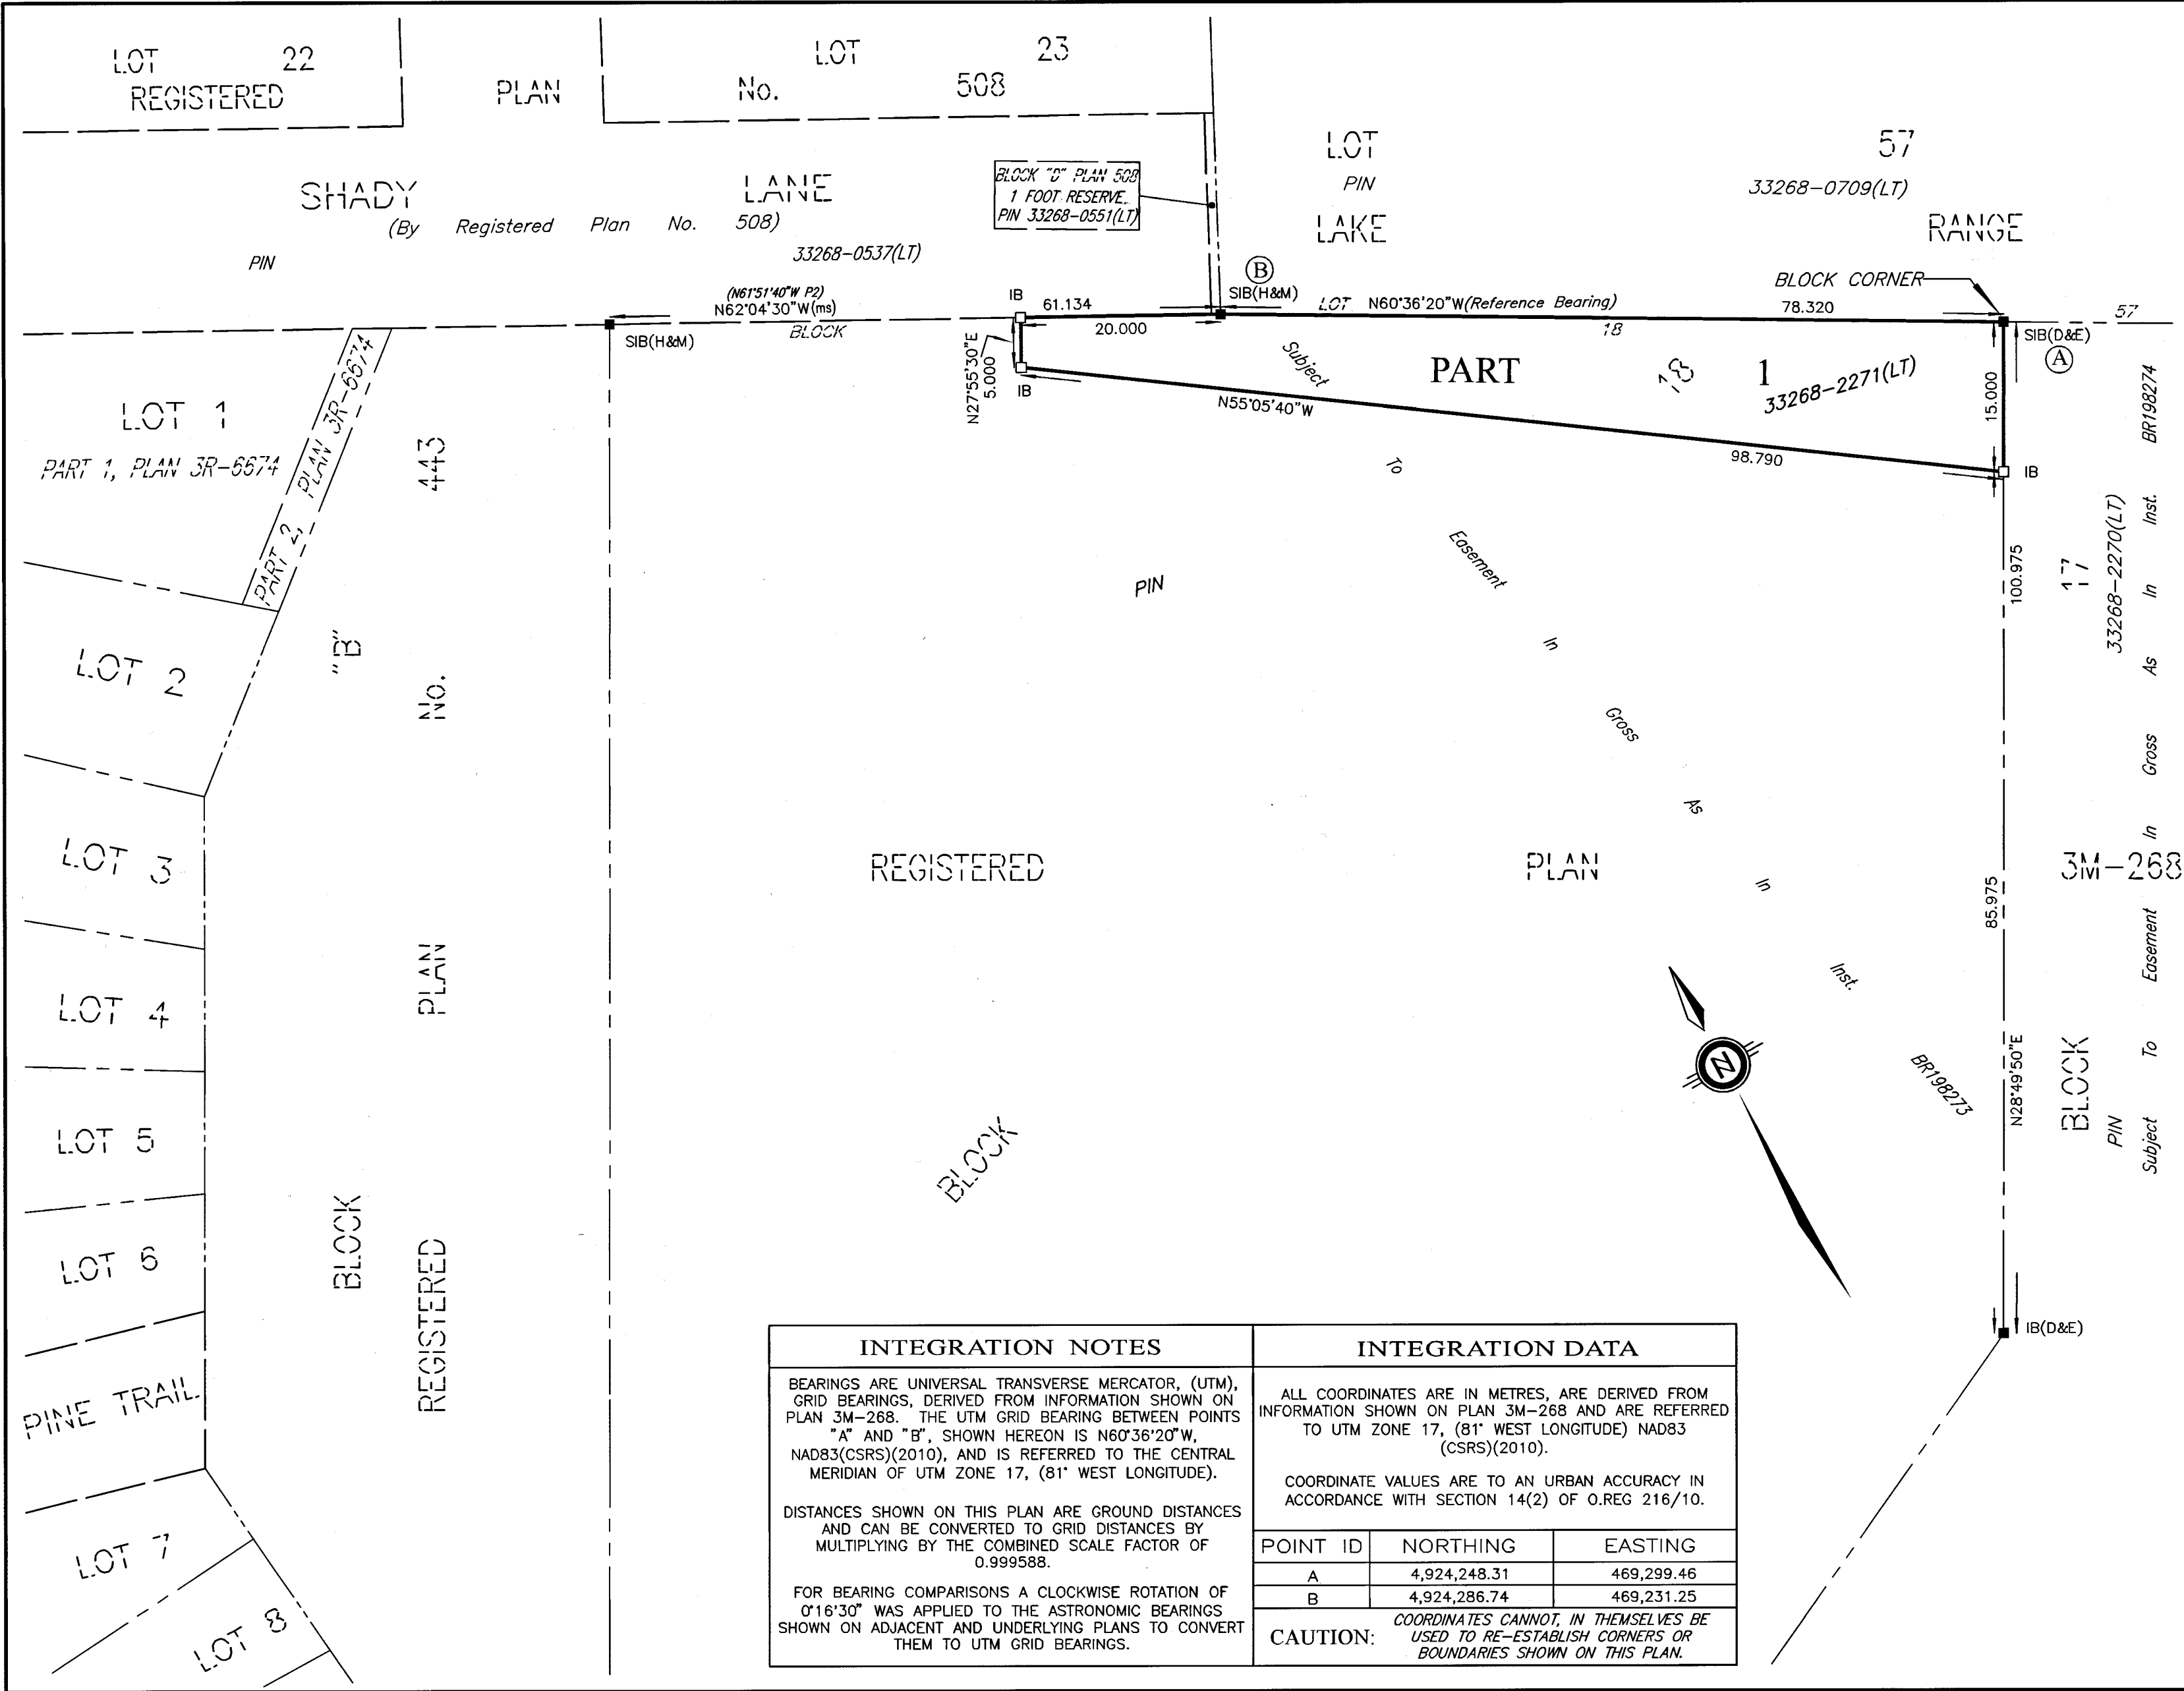 LOT 22
REGISTERED PLAN No. 508
LOT 23
SHADY LANE
(By Registered Plan No. 508)
PIN 33268-0537(LT)
BLOCK "D" PLAN 508
1 FOOT RESERVE
PIN 33268-0551(LT)
LOT 57
PIN 33268-0709(LT)
LAKE RANGE
BLOCK CORNER
(N61°51'40"W P2)
N62°04'30"W(ms)
BLOCK
IB
61.134
20.000
B
SIB(H&M)
LOT N60°36'20"W(Reference Bearing)
78.320
18
57
SIB(H&M)
SIB(D&E)
A
N27°55'30"E
5.000
IB
PART 1
18
33268-2271(LT)
15.000
N55°05'40"W
98.790
IB
Subject To Easement In Gross As In Inst. BR198273
PIN
LOT 1
PART 1, PLAN 3R-6674
PART 2, PLAN 3R-6674
LOT 2
LOT 3
LOT 4
LOT 5
LOT 6
PINE TRAIL
LOT 7
LOT 8
BLOCK "B"
REGISTERED PLAN No. 443
REGISTERED PLAN 3M-268
BLOCK
100.975
85.975
N28°49'50"E
BLOCK 17
PIN 33268-2270(LT)
Subject To Easement In Gross As In Inst. BR198274
N
IB(D&E)
INTEGRATION NOTES
BEARINGS ARE UNIVERSAL TRANSVERSE MERCATOR, (UTM),
GRID BEARINGS, DERIVED FROM INFORMATION SHOWN ON
PLAN 3M-268. THE UTM GRID BEARING BETWEEN POINTS
"A" AND "B", SHOWN HEREON IS N60°36'20"W,
NAD83(CSRS)(2010), AND IS REFERRED TO THE CENTRAL
MERIDIAN OF UTM ZONE 17, (81° WEST LONGITUDE).
DISTANCES SHOWN ON THIS PLAN ARE GROUND DISTANCES
AND CAN BE CONVERTED TO GRID DISTANCES BY
MULTIPLYING BY THE COMBINED SCALE FACTOR OF
0.999588.
FOR BEARING COMPARISONS A CLOCKWISE ROTATION OF
0°16'30" WAS APPLIED TO THE ASTRONOMIC BEARINGS
SHOWN ON ADJACENT AND UNDERLYING PLANS TO CONVERT
THEM TO UTM GRID BEARINGS.
INTEGRATION DATA
ALL COORDINATES ARE IN METRES, ARE DERIVED FROM
INFORMATION SHOWN ON PLAN 3M-268 AND ARE REFERRED
TO UTM ZONE 17, (81° WEST LONGITUDE) NAD83
(CSRS)(2010).
COORDINATE VALUES ARE TO AN URBAN ACCURACY IN
ACCORDANCE WITH SECTION 14(2) OF O.REG 216/10.
POINT ID NORTHING EASTING
A 4,924,248.31 469,299.46
B 4,924,286.74 469,231.25
CAUTION: COORDINATES CANNOT, IN THEMSELVES BE
USED TO RE-ESTABLISH CORNERS OR
BOUNDARIES SHOWN ON THIS PLAN.